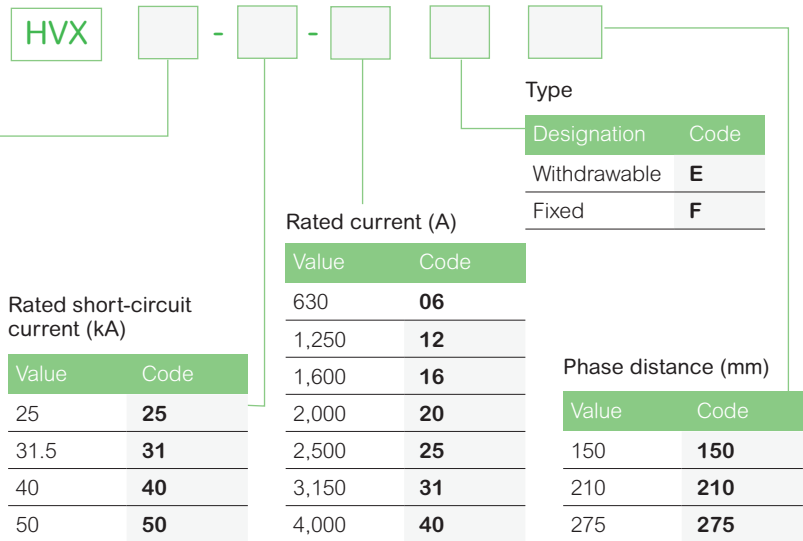 HVX - -
Type
Designation Code
Withdrawable E
Fixed F
Rated current (A)
Value Code
630 06
1,250 12
1,600 16
2,000 20
2,500 25
3,150 31
4,000 40
Rated short-circuit
current (kA)
Value Code
25 25
31.5 31
40 40
50 50
Phase distance (mm)
Value Code
150 150
210 210
275 275